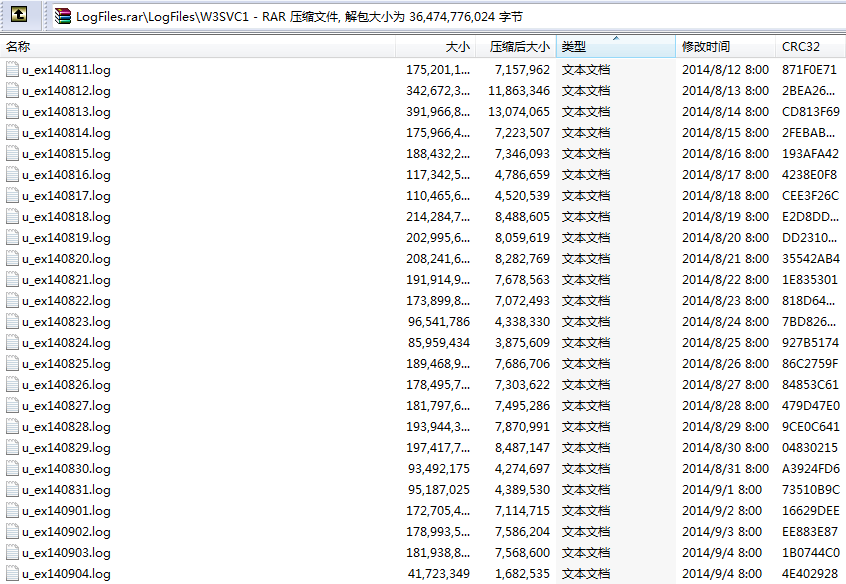 LogFiles.rar\LogFiles\W3SVC1 - RAR 压缩文件, 解包大小为 36,474,776,024 字节
名称 大小 压缩后大小 类型 修改时间 CRC32
u_ex140811.log 175,201,1... 7,157,962 文本文档 2014/8/12 8:00 871F0E71
u_ex140812.log 342,672,3... 11,863,346 文本文档 2014/8/13 8:00 2BEA26...
u_ex140813.log 391,966,8... 13,074,065 文本文档 2014/8/14 8:00 CD813F69
u_ex140814.log 175,966,4... 7,223,507 文本文档 2014/8/15 8:00 2FEBAB...
u_ex140815.log 188,432,2... 7,346,093 文本文档 2014/8/16 8:00 193AFA42
u_ex140816.log 117,342,5... 4,786,659 文本文档 2014/8/17 8:00 4238E0F8
u_ex140817.log 110,465,6... 4,520,539 文本文档 2014/8/18 8:00 CEE3F26C
u_ex140818.log 214,284,7... 8,488,605 文本文档 2014/8/19 8:00 E2D8DD...
u_ex140819.log 202,995,6... 8,059,619 文本文档 2014/8/20 8:00 DD2310...
u_ex140820.log 208,241,6... 8,282,769 文本文档 2014/8/21 8:00 35542AB4
u_ex140821.log 191,914,9... 7,678,563 文本文档 2014/8/22 8:00 1E835301
u_ex140822.log 173,899,8... 7,072,493 文本文档 2014/8/23 8:00 818D64...
u_ex140823.log 96,541,786 4,338,330 文本文档 2014/8/24 8:00 7BD826...
u_ex140824.log 85,959,434 3,875,609 文本文档 2014/8/25 8:00 927B5174
u_ex140825.log 189,468,9... 7,686,706 文本文档 2014/8/26 8:00 86C2759F
u_ex140826.log 178,495,7... 7,303,622 文本文档 2014/8/27 8:00 84853C61
u_ex140827.log 181,797,6... 7,495,286 文本文档 2014/8/28 8:00 479D47E0
u_ex140828.log 193,944,3... 7,870,991 文本文档 2014/8/29 8:00 9CE0C641
u_ex140829.log 197,417,7... 8,487,147 文本文档 2014/8/30 8:00 04830215
u_ex140830.log 93,492,175 4,274,697 文本文档 2014/8/31 8:00 A3924FD6
u_ex140831.log 95,187,025 4,389,530 文本文档 2014/9/1 8:00 73510B9C
u_ex140901.log 172,705,4... 7,114,715 文本文档 2014/9/2 8:00 16629DEE
u_ex140902.log 178,993,5... 7,586,204 文本文档 2014/9/3 8:00 EE883E87
u_ex140903.log 181,938,8... 7,568,600 文本文档 2014/9/4 8:00 1B0744C0
u_ex140904.log 41,723,349 1,682,535 文本文档 2014/9/4 8:00 4E402928